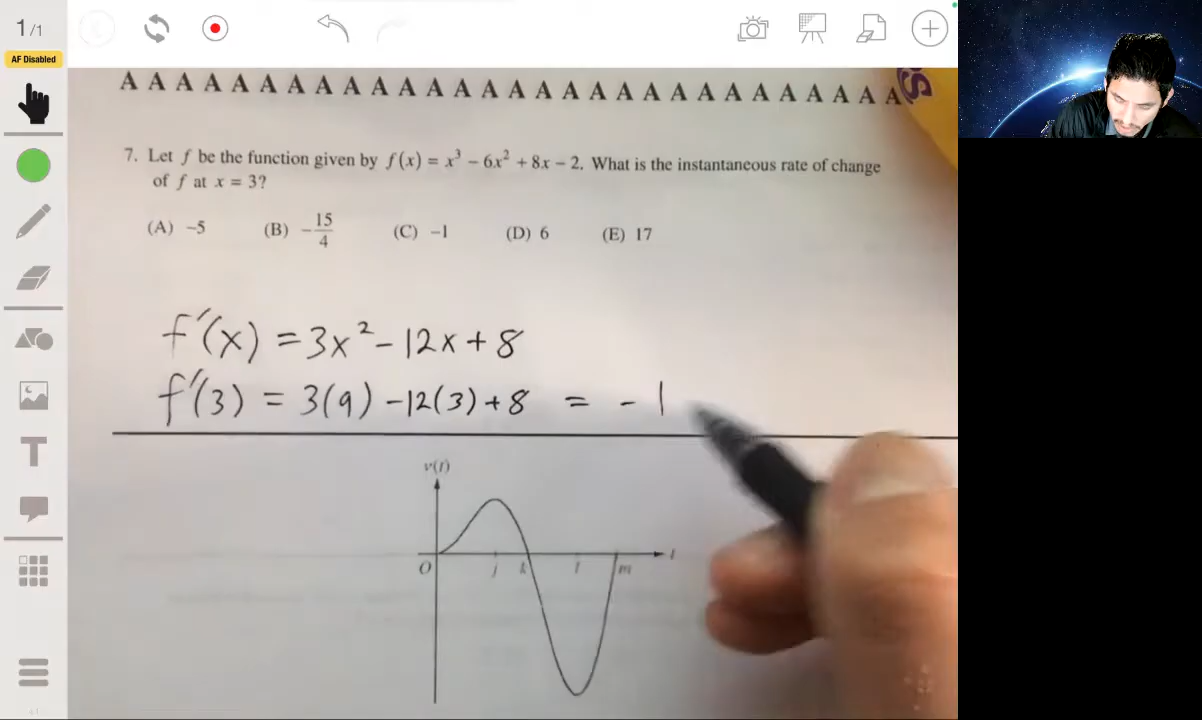 1/1
AF Disabled
A A A A A A A A A A A A A A A A A A A A A A A A A A A A A
7. Let f be the function given by f(x) = x³ − 6x² + 8x − 2. What is the instantaneous rate of change
of f at x = 3?
(A) −5 (B) −15/4 (C) −1 (D) 6 (E) 17
f'(x) = 3x² − 12x + 8
f'(3) = 3(9) − 12(3) + 8 = − 1
v(t)
O j k l m t
T